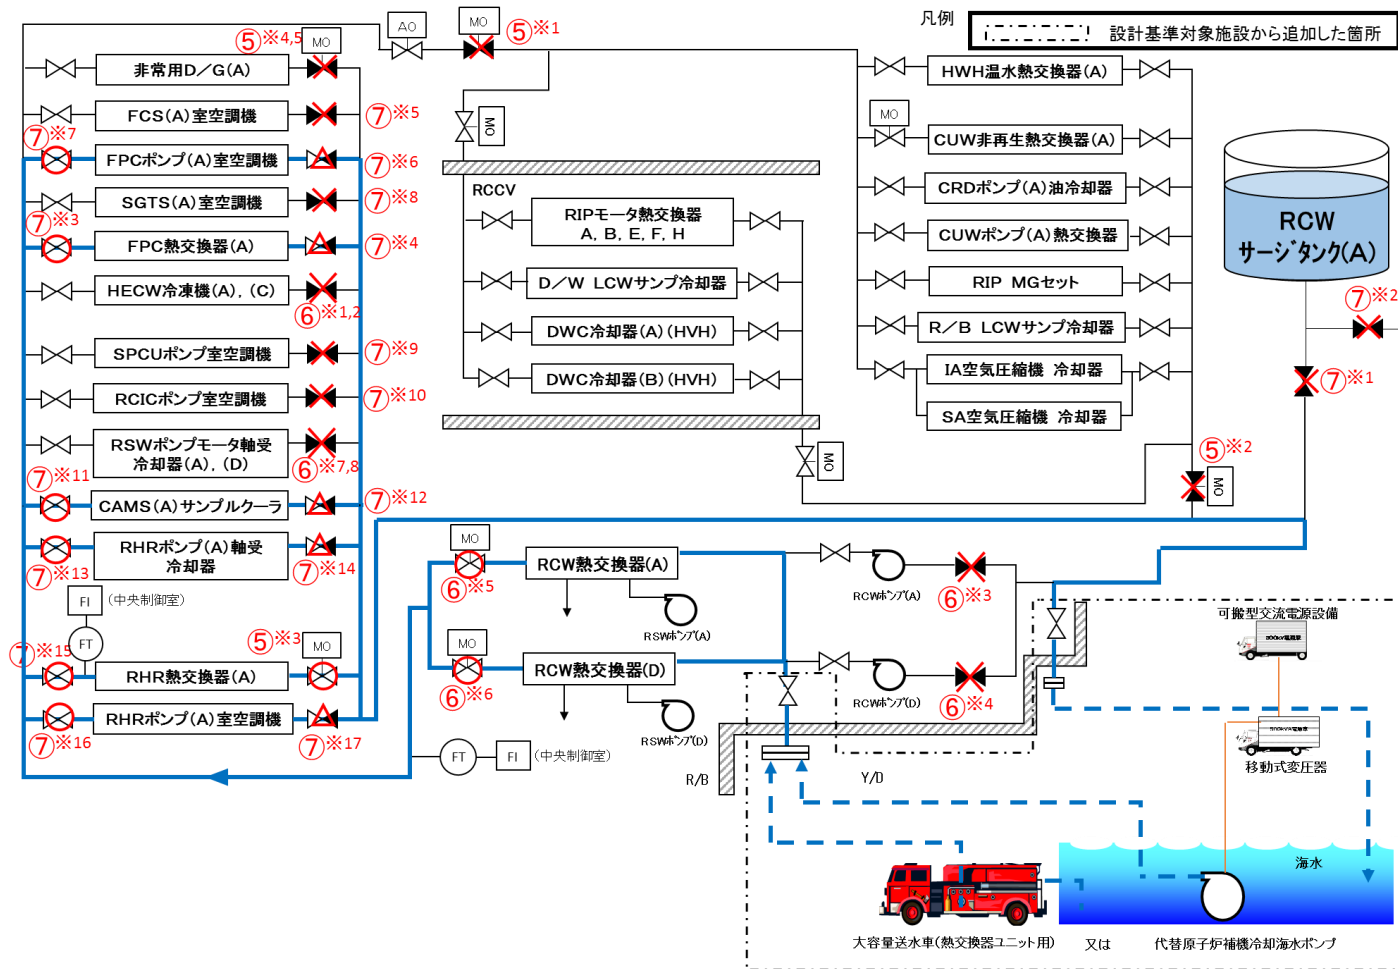 凡例
設計基準対象施設から追加した箇所
AO
MO
⑤※1
⑤※4,5
MO
非常用D/G(A)
FCS(A)室空調機
⑦※5
⑦※7
FPCポンプ(A)室空調機
⑦※6
SGTS(A)室空調機
⑦※8
⑦※3
FPC熱交換器(A)
⑦※4
HECW冷凍機(A), (C)
⑥※1,2
SPCUポンプ室空調機
⑦※9
RCICポンプ室空調機
⑦※10
RSWポンプモータ軸受
冷却器(A), (D)
⑥※7,8
⑦※11
CAMS(A)サンプルクーラ
⑦※12
RHRポンプ(A)軸受
冷却器
⑦※13
⑦※14
FI
(中央制御室)
FT
⑤※3
MO
⑦※15
RHR熱交換器(A)
RHRポンプ(A)室空調機
⑦※16
⑦※17
MO
RCCV
RIPモータ熱交換器
A, B, E, F, H
D/W LCWサンプ冷却器
DWC冷却器(A)(HVH)
DWC冷却器(B)(HVH)
MO
HWH温水熱交換器(A)
MO
CUW非再生熱交換器(A)
CRDポンプ(A)油冷却器
CUWポンプ(A)熱交換器
RIP MGセット
R/B LCWサンプ冷却器
IA空気圧縮機 冷却器
SA空気圧縮機 冷却器
⑤※2
MO
RCW
サージタンク(A)
⑦※2
⑦※1
MO
⑥※5
RCW熱交換器(A)
RSWポンプ(A)
MO
⑥※6
RCW熱交換器(D)
RSWポンプ(D)
RCWポンプ(A)
⑥※3
RCWポンプ(D)
⑥※4
FT
FI
(中央制御室)
R/B
Y/D
可搬型交流電源設備
500kVA電源車
移動式変圧器
海水
大容量送水車(熱交換器ユニット用)
又は
代替原子炉補機冷却海水ポンプ